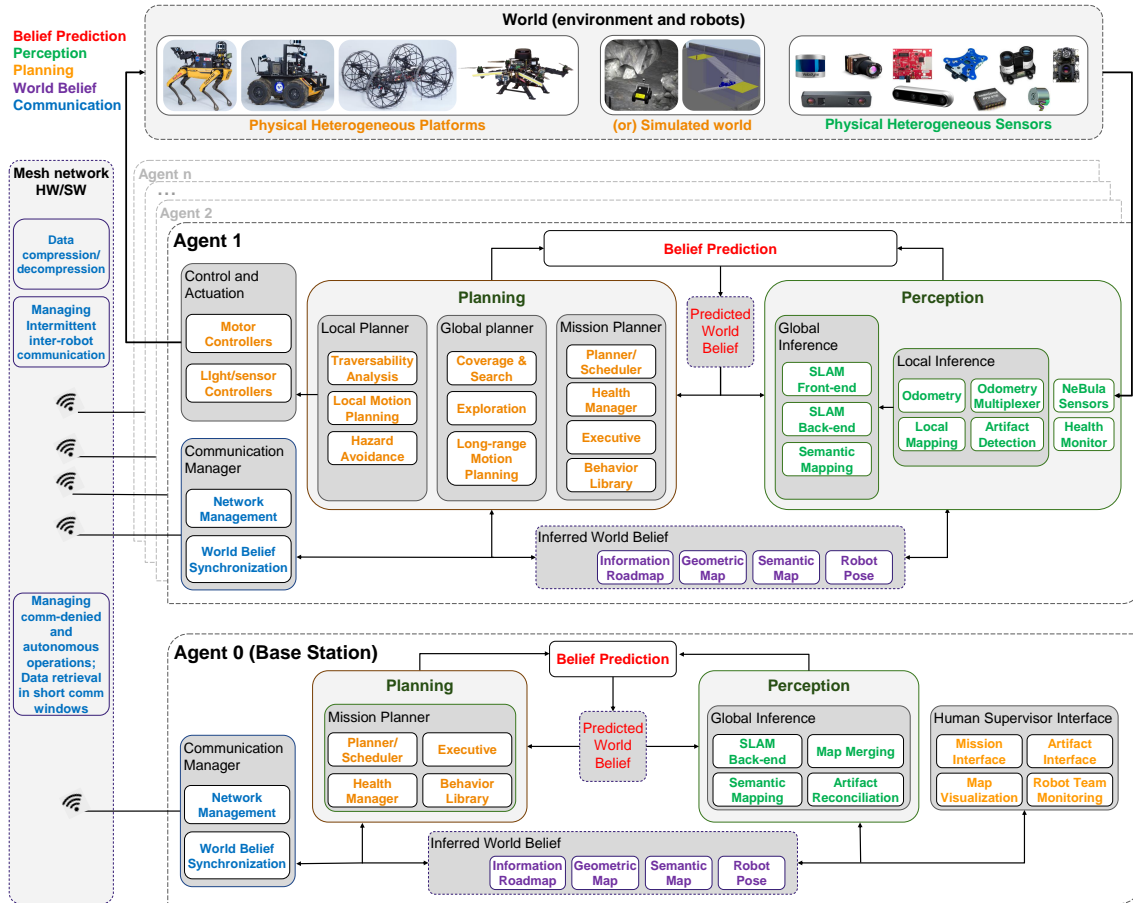 World (environment and robots)
Belief Prediction
Perception
Planning
World Belief
Communication
Physical Heterogeneous Platforms
(or) Simulated world
Physical Heterogeneous Sensors
Mesh network
HW/SW
Data
compression/
decompression
Managing
Intermittent
inter-robot
communication
Managing
comm-denied
and
autonomous
operations;
Data retrieval
in short comm
windows
Agent n
...
Agent 2
Agent 1
Belief Prediction
Control and
Actuation
Motor
Controllers
LIght/sensor
Controllers
Communication
Manager
Network
Management
World Belief
Synchronization
Planning
Local Planner
Traversability
Analysis
Local Motion
Planning
Hazard
Avoidance
Global planner
Coverage &
Search
Exploration
Long-range
Motion
Planning
Mission Planner
Planner/
Scheduler
Health
Manager
Executive
Behavior
Library
Predicted
World
Belief
Perception
Global
Inference
SLAM
Front-end
SLAM
Back-end
Semantic
Mapping
Local Inference
Odometry
Odometry
Multiplexer
Local
Mapping
Artifact
Detection
NeBula
Sensors
Health
Monitor
Inferred World Belief
Information
Roadmap
Geometric
Map
Semantic
Map
Robot
Pose
Agent 0 (Base Station)
Belief Prediction
Planning
Mission Planner
Planner/
Scheduler
Executive
Health
Manager
Behavior
Library
Predicted
World
Belief
Perception
Global Inference
SLAM
Back-end
Map Merging
Semantic
Mapping
Artifact
Reconciliation
Human Supervisor Interface
Mission
Interface
Artifact
Interface
Map
Visualization
Robot Team
Monitoring
Communication
Manager
Network
Management
World Belief
Synchronization
Inferred World Belief
Information
Roadmap
Geometric
Map
Semantic
Map
Robot
Pose